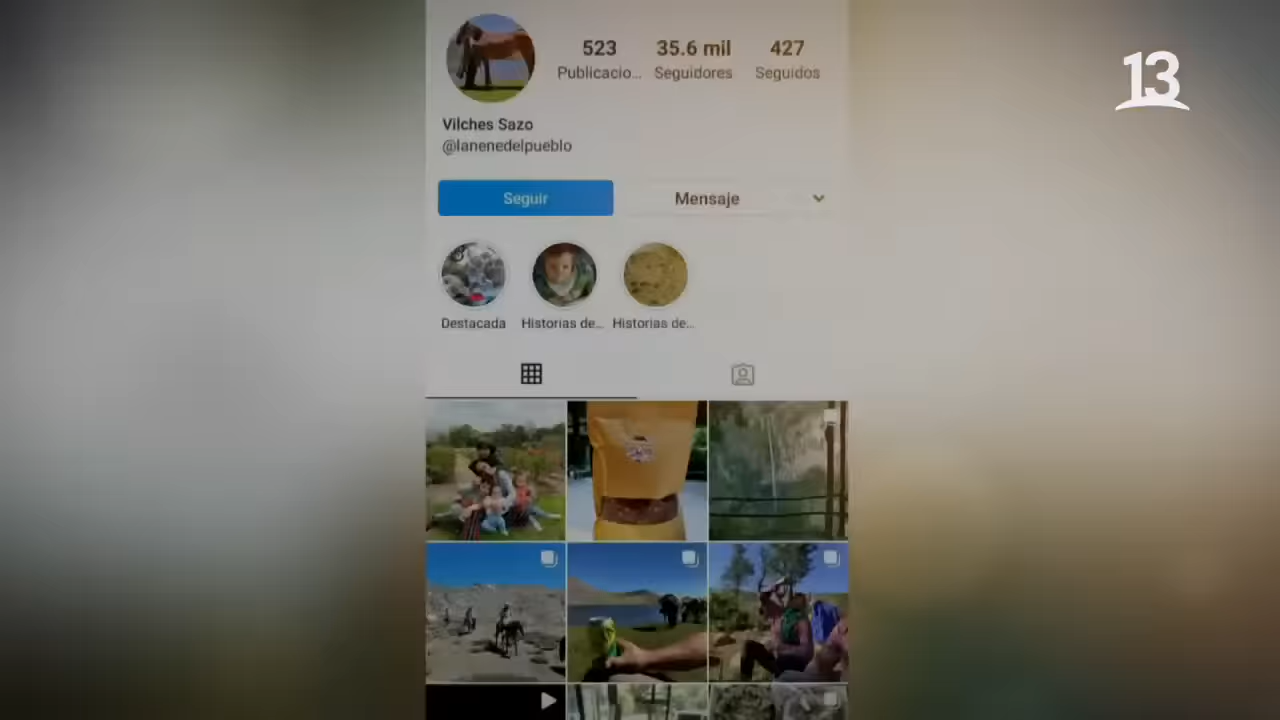 523 35.6 mil 427
Publicacio... Seguidores Seguidos
13
Vilches Sazo
@lanenedelpueblo
Seguir Mensaje
Destacada Historias de... Historias de...